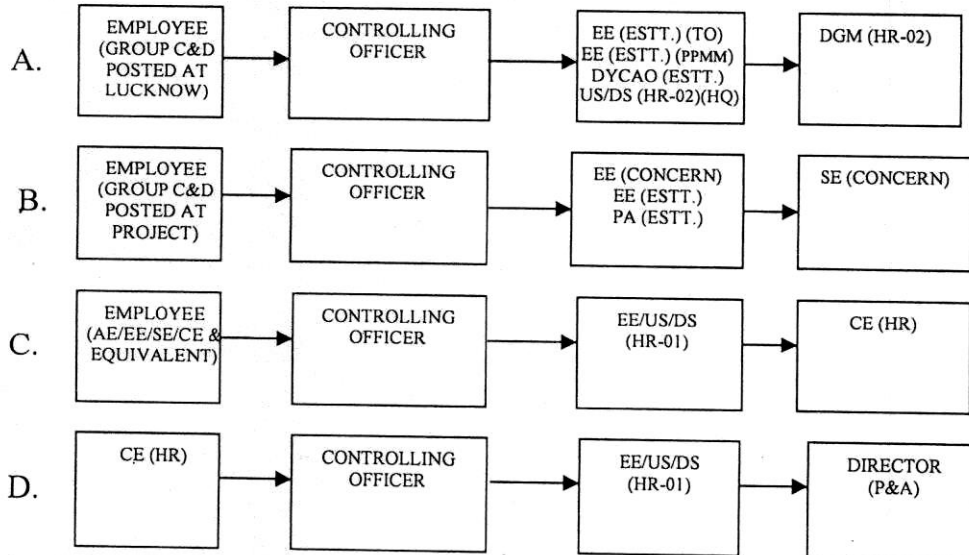 A.
EMPLOYEE
(GROUP C&D
POSTED AT
LUCKNOW)
CONTROLLING
OFFICER
EE (ESTT.) (TO)
EE (ESTT.) (PPMM)
DYCAO (ESTT.)
US/DS (HR-02)(HQ)
DGM (HR-02)
B.
EMPLOYEE
(GROUP C&D
POSTED AT
PROJECT)
CONTROLLING
OFFICER
EE (CONCERN)
EE (ESTT.)
PA (ESTT.)
SE (CONCERN)
C.
EMPLOYEE
(AE/EE/SE/CE &
EQUIVALENT)
CONTROLLING
OFFICER
EE/US/DS
(HR-01)
CE (HR)
D.
CE (HR)
CONTROLLING
OFFICER
EE/US/DS
(HR-01)
DIRECTOR
(P&A)